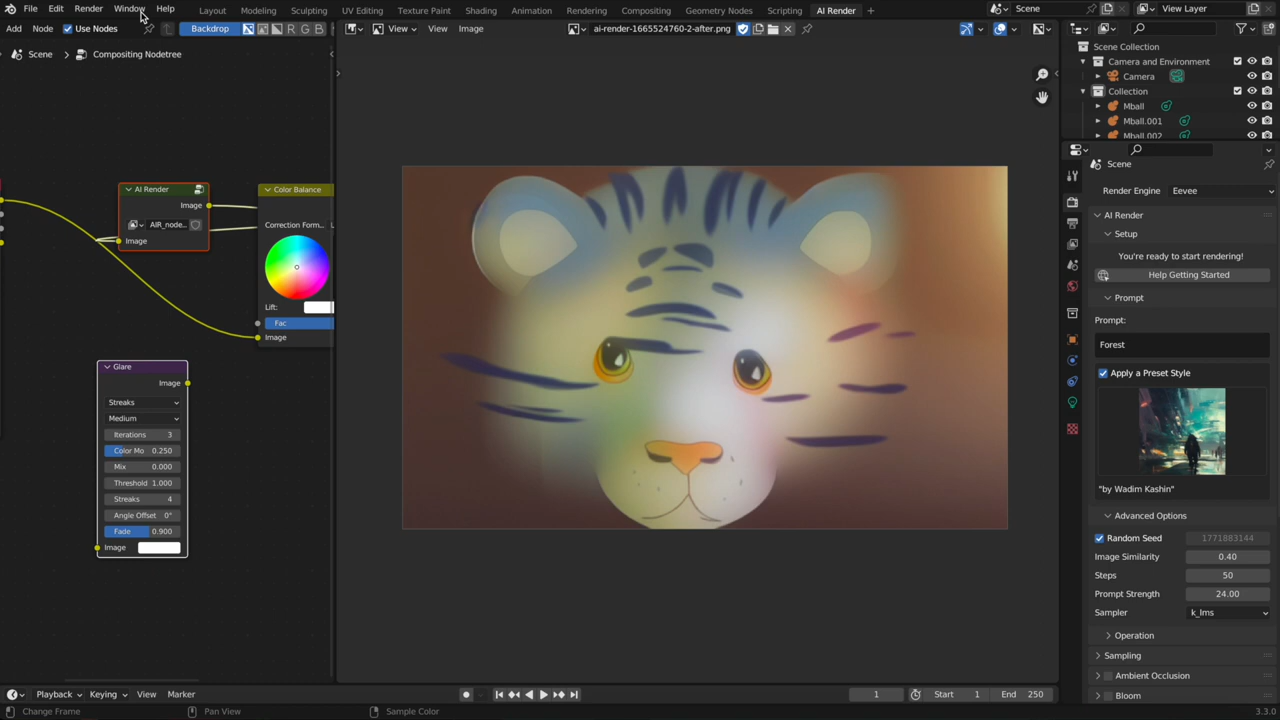 File Edit Render Window Help Layout Modeling Sculpting UV Editing Texture Paint Shading Animation Rendering Compositing Geometry Nodes Scripting AI Render + Scene View Layer
Add Node Use Nodes Backdrop R G B View View Image ai-render-1665524760-2-after.png
Scene Compositing Nodetree
Scene Collection
Camera and Environment
Camera
Collection
Mball
Mball.001
Mball.002
AI Render
Image
AIR_node...
Image
Color Balance
Correction Form...
Lift:
Fac
Image
Glare
Image
Streaks
Medium
Iterations 3
Color Mo 0.250
Mix 0.000
Threshold 1.000
Streaks 4
Angle Offset 0°
Fade 0.900
Image
Scene
Render Engine Eevee
AI Render
Setup
You're ready to start rendering!
Help Getting Started
Prompt
Prompt:
Forest
Apply a Preset Style
"by Wadim Kashin"
Advanced Options
Random Seed 1771883144
Image Similarity 0.40
Steps 50
Prompt Strength 24.00
Sampler k_lms
Operation
Sampling
Ambient Occlusion
Bloom
Playback Keying View Marker 1 Start 1 End 250
Change Frame Pan View Sample Color 3.3.0